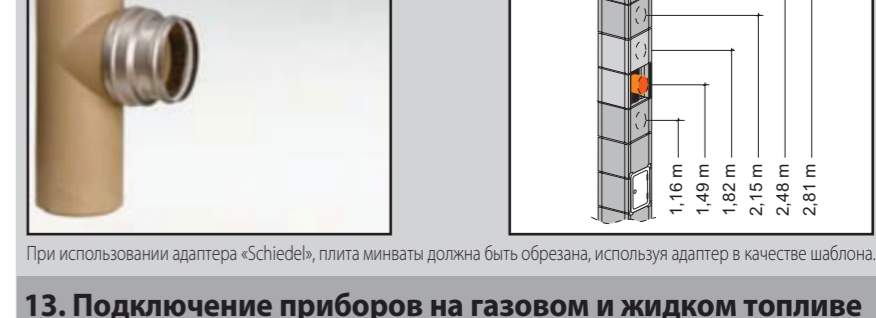 1,16 m
1,49 m
1,82 m
2,15 m
2,48 m
2,81 m
При использовании адаптера «Schiedel», плита минваты должна быть обрезана, используя адаптер в качестве шаблона.
13. Подключение приборов на газовом и жидком топливе